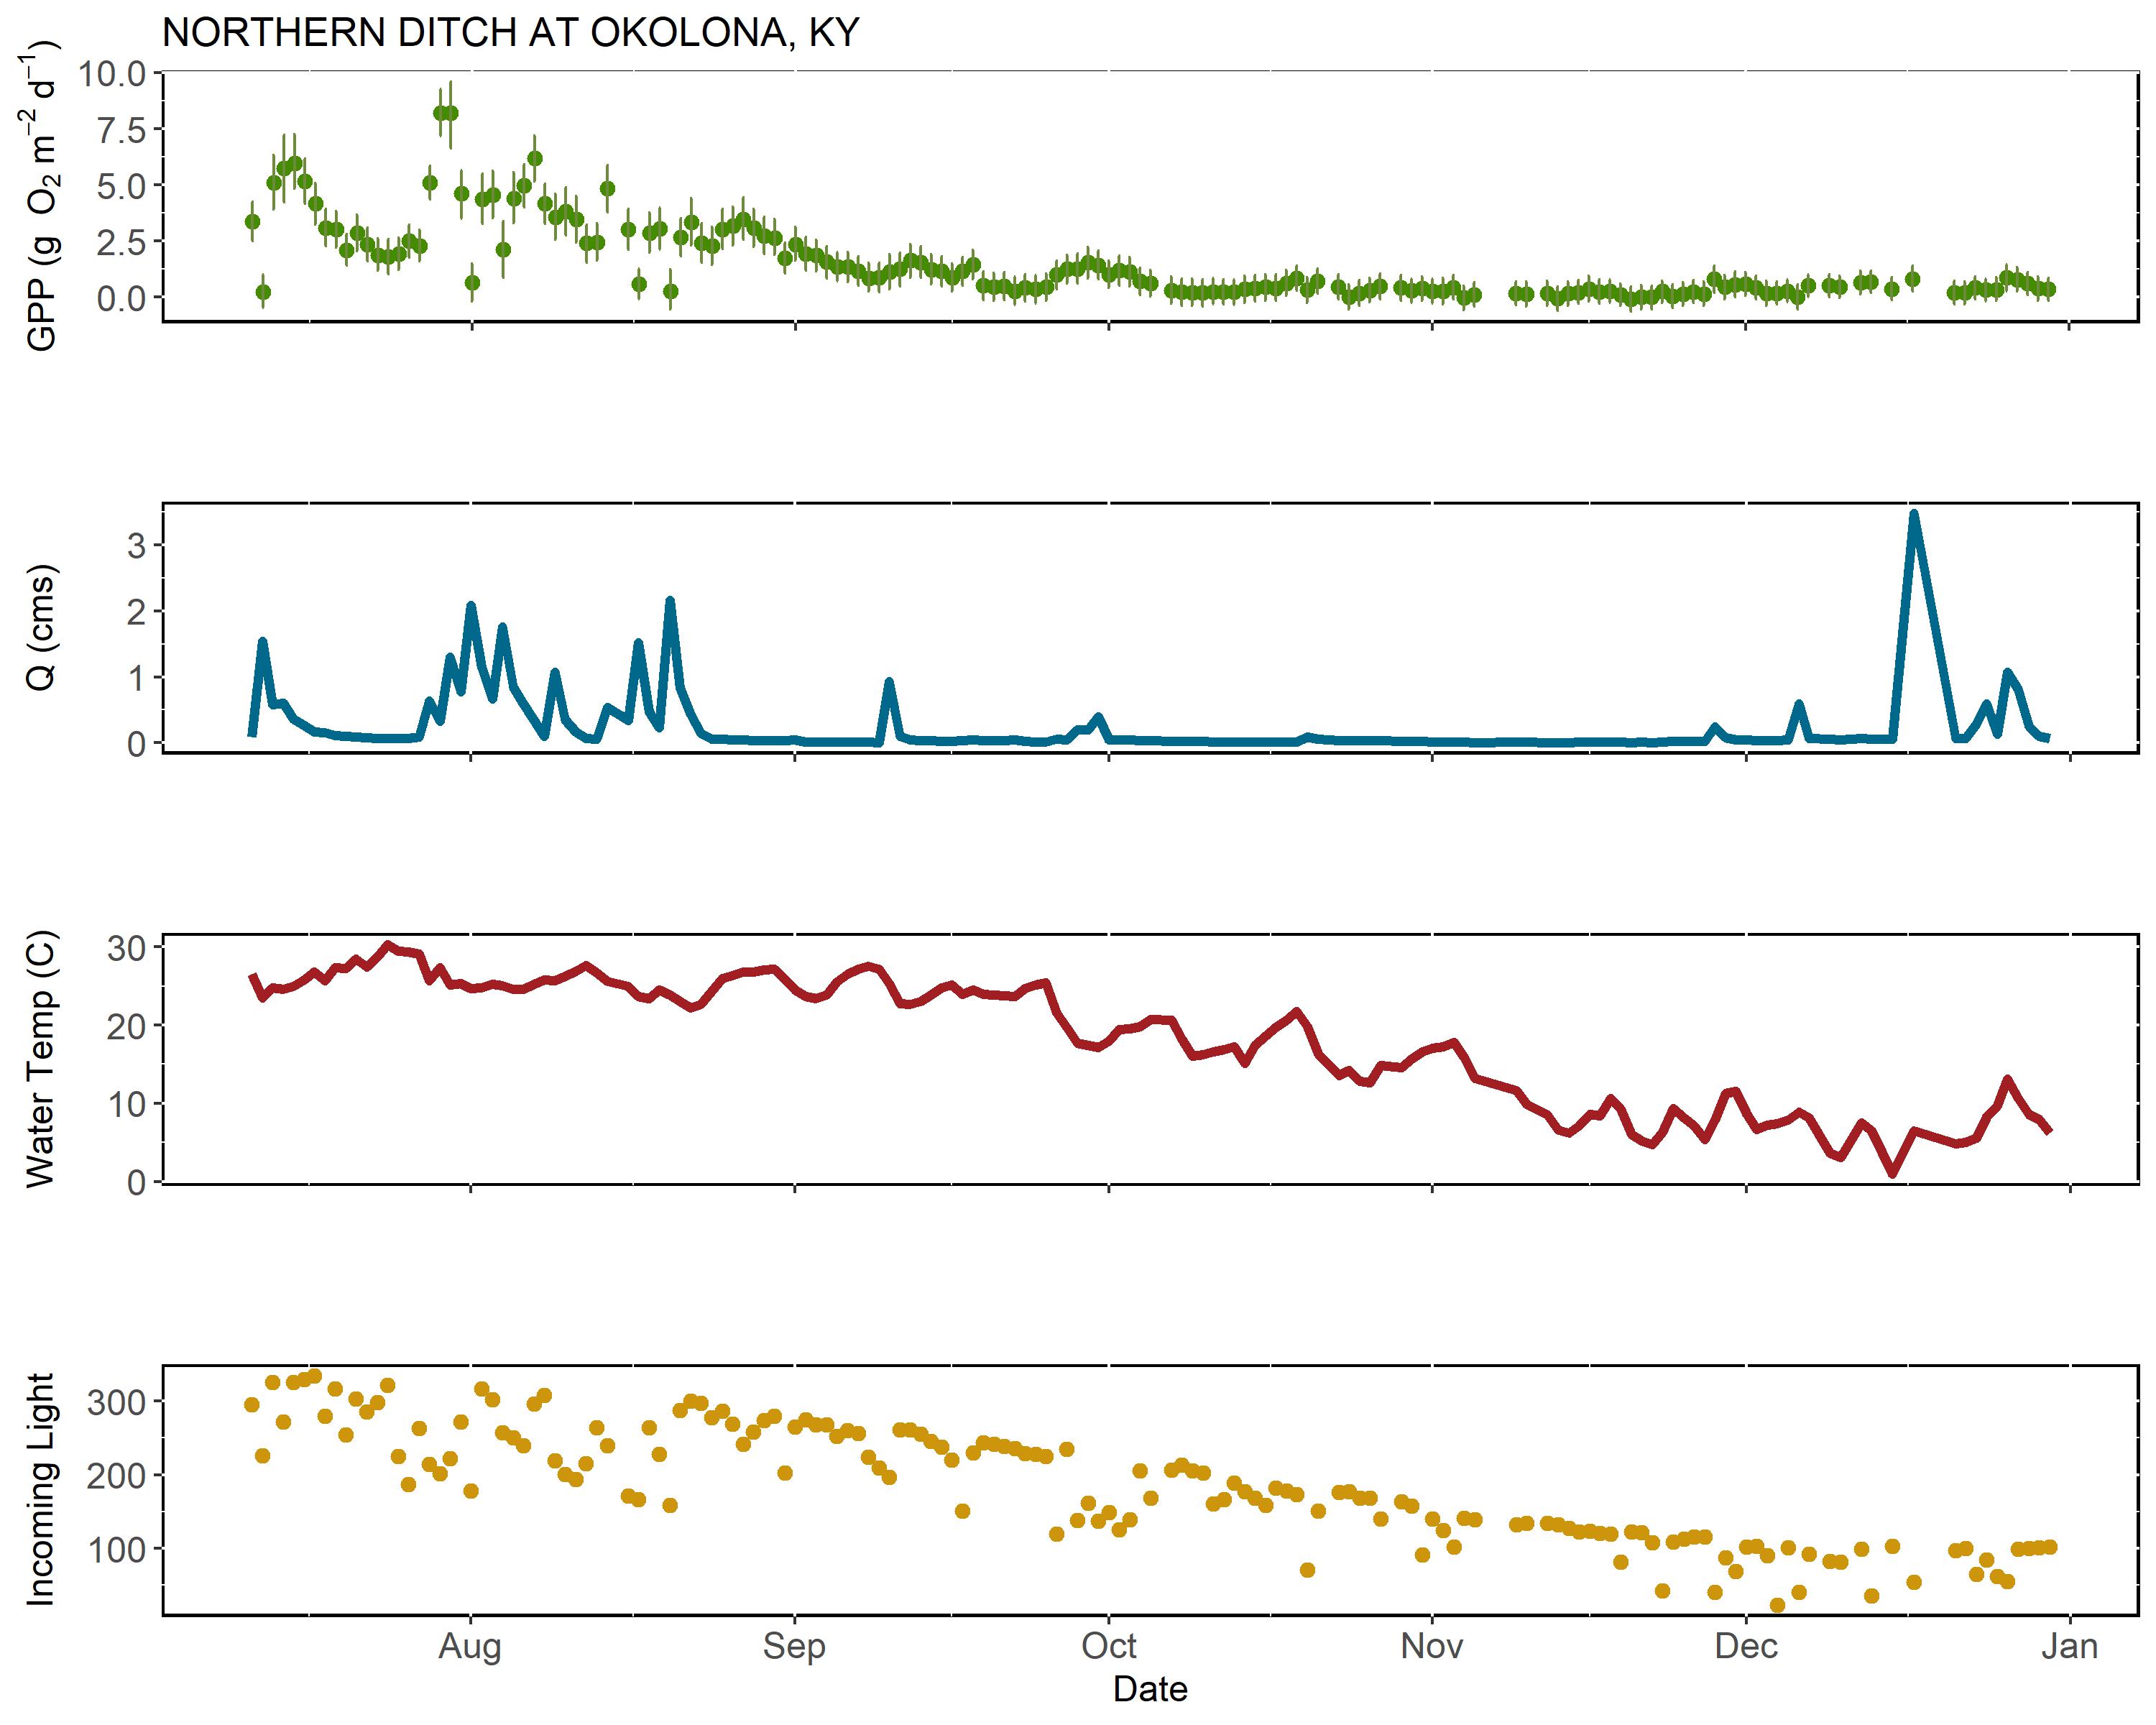 NORTHERN DITCH AT OKOLONA, KY
GPP (g O₂ m⁻² d⁻¹)
10.0
7.5
5.0
2.5
0.0
Q (cms)
3
2
1
0
Water Temp (C)
30
20
10
0
Incoming Light
300
200
100
Aug Sep Oct Nov Dec Jan
Date